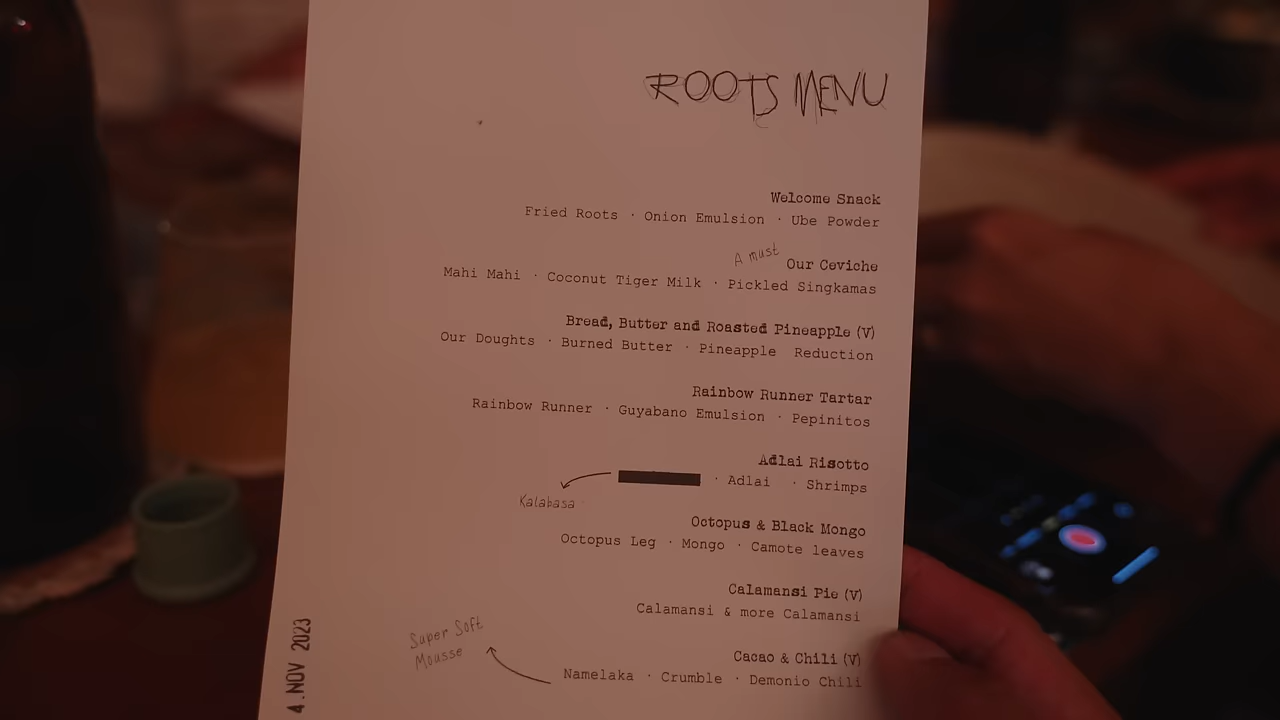 ROOTS MENU
Welcome Snack
Fried Roots · Onion Emulsion · Ube Powder
A must
Our Ceviche
Mahi Mahi · Coconut Tiger Milk · Pickled Singkamas
Bread, Butter and Roasted Pineapple (V)
Our Doughts · Burned Butter · Pineapple Reduction
Rainbow Runner Tartar
Rainbow Runner · Guyabano Emulsion · Pepinitos
Adlai Risotto
· Adlai · Shrimps
Kalabasa
Octopus & Black Mongo
Octopus Leg · Mongo · Camote leaves
Calamansi Pie (V)
Calamansi & more Calamansi
Super Soft
Mousse
Cacao & Chili (V)
Namelaka · Crumble · Demonio Chili
4.NOV 2023